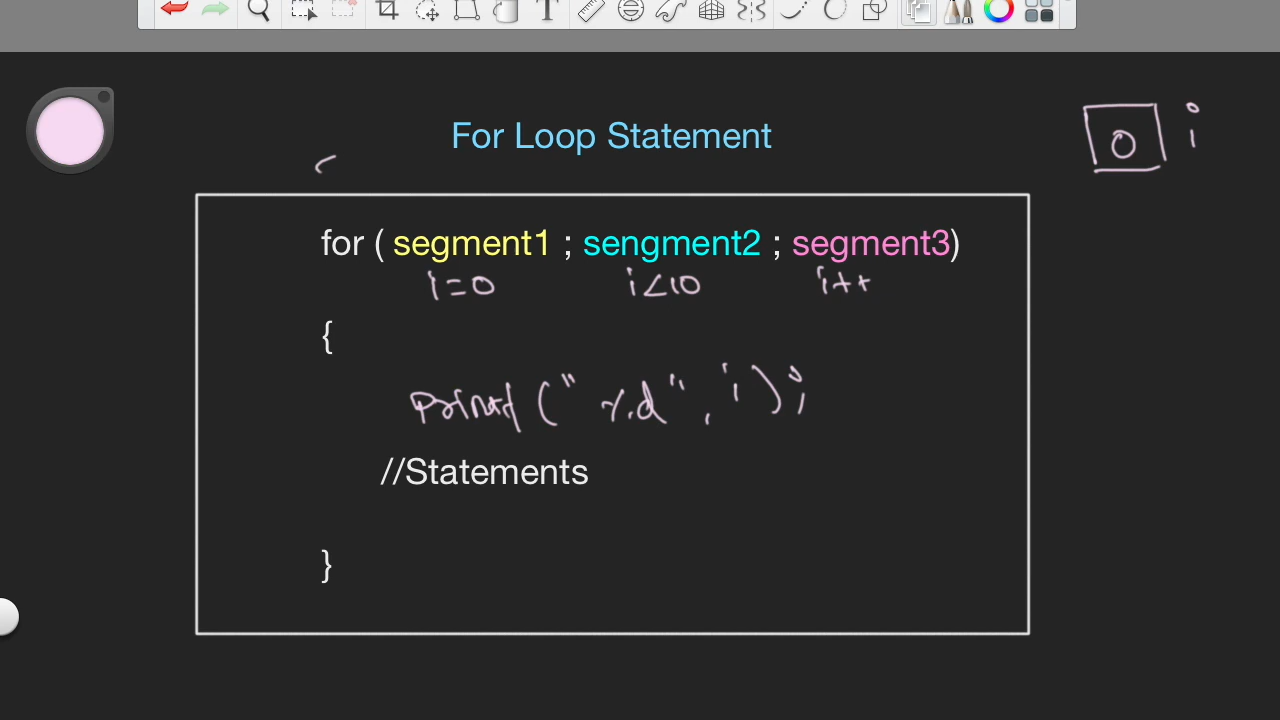 For Loop Statement
0 i
for ( segment1 ; sengment2 ; segment3)
i=0 i<10 i++
{
printf ( " %d " , i ) ;
//Statements
}